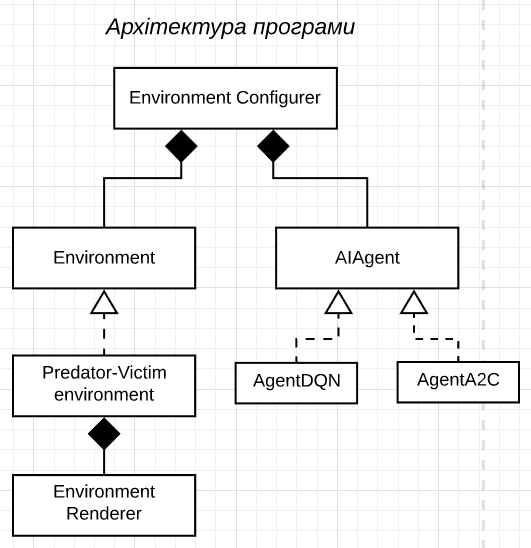 Архітектура програми
Environment Configurer
Environment
AIAgent
Predator-Victim
environment
AgentDQN
AgentA2C
Environment
Renderer